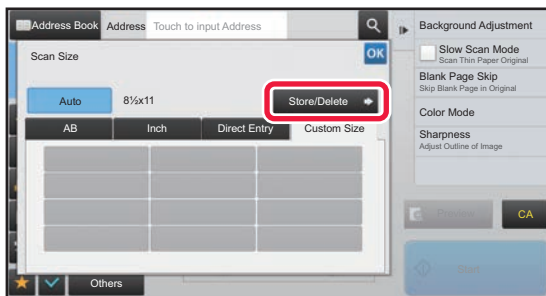 Address Book Address Touch to input Address
Scan Size
OK
Auto 8½x11 Store/Delete
AB Inch Direct Entry Custom Size
Others
Background Adjustment
Slow Scan Mode
Scan Thin Paper Original
Blank Page Skip
Skip Blank Page in Original
Color Mode
Sharpness
Adjust Outline of Image
Preview CA
Start